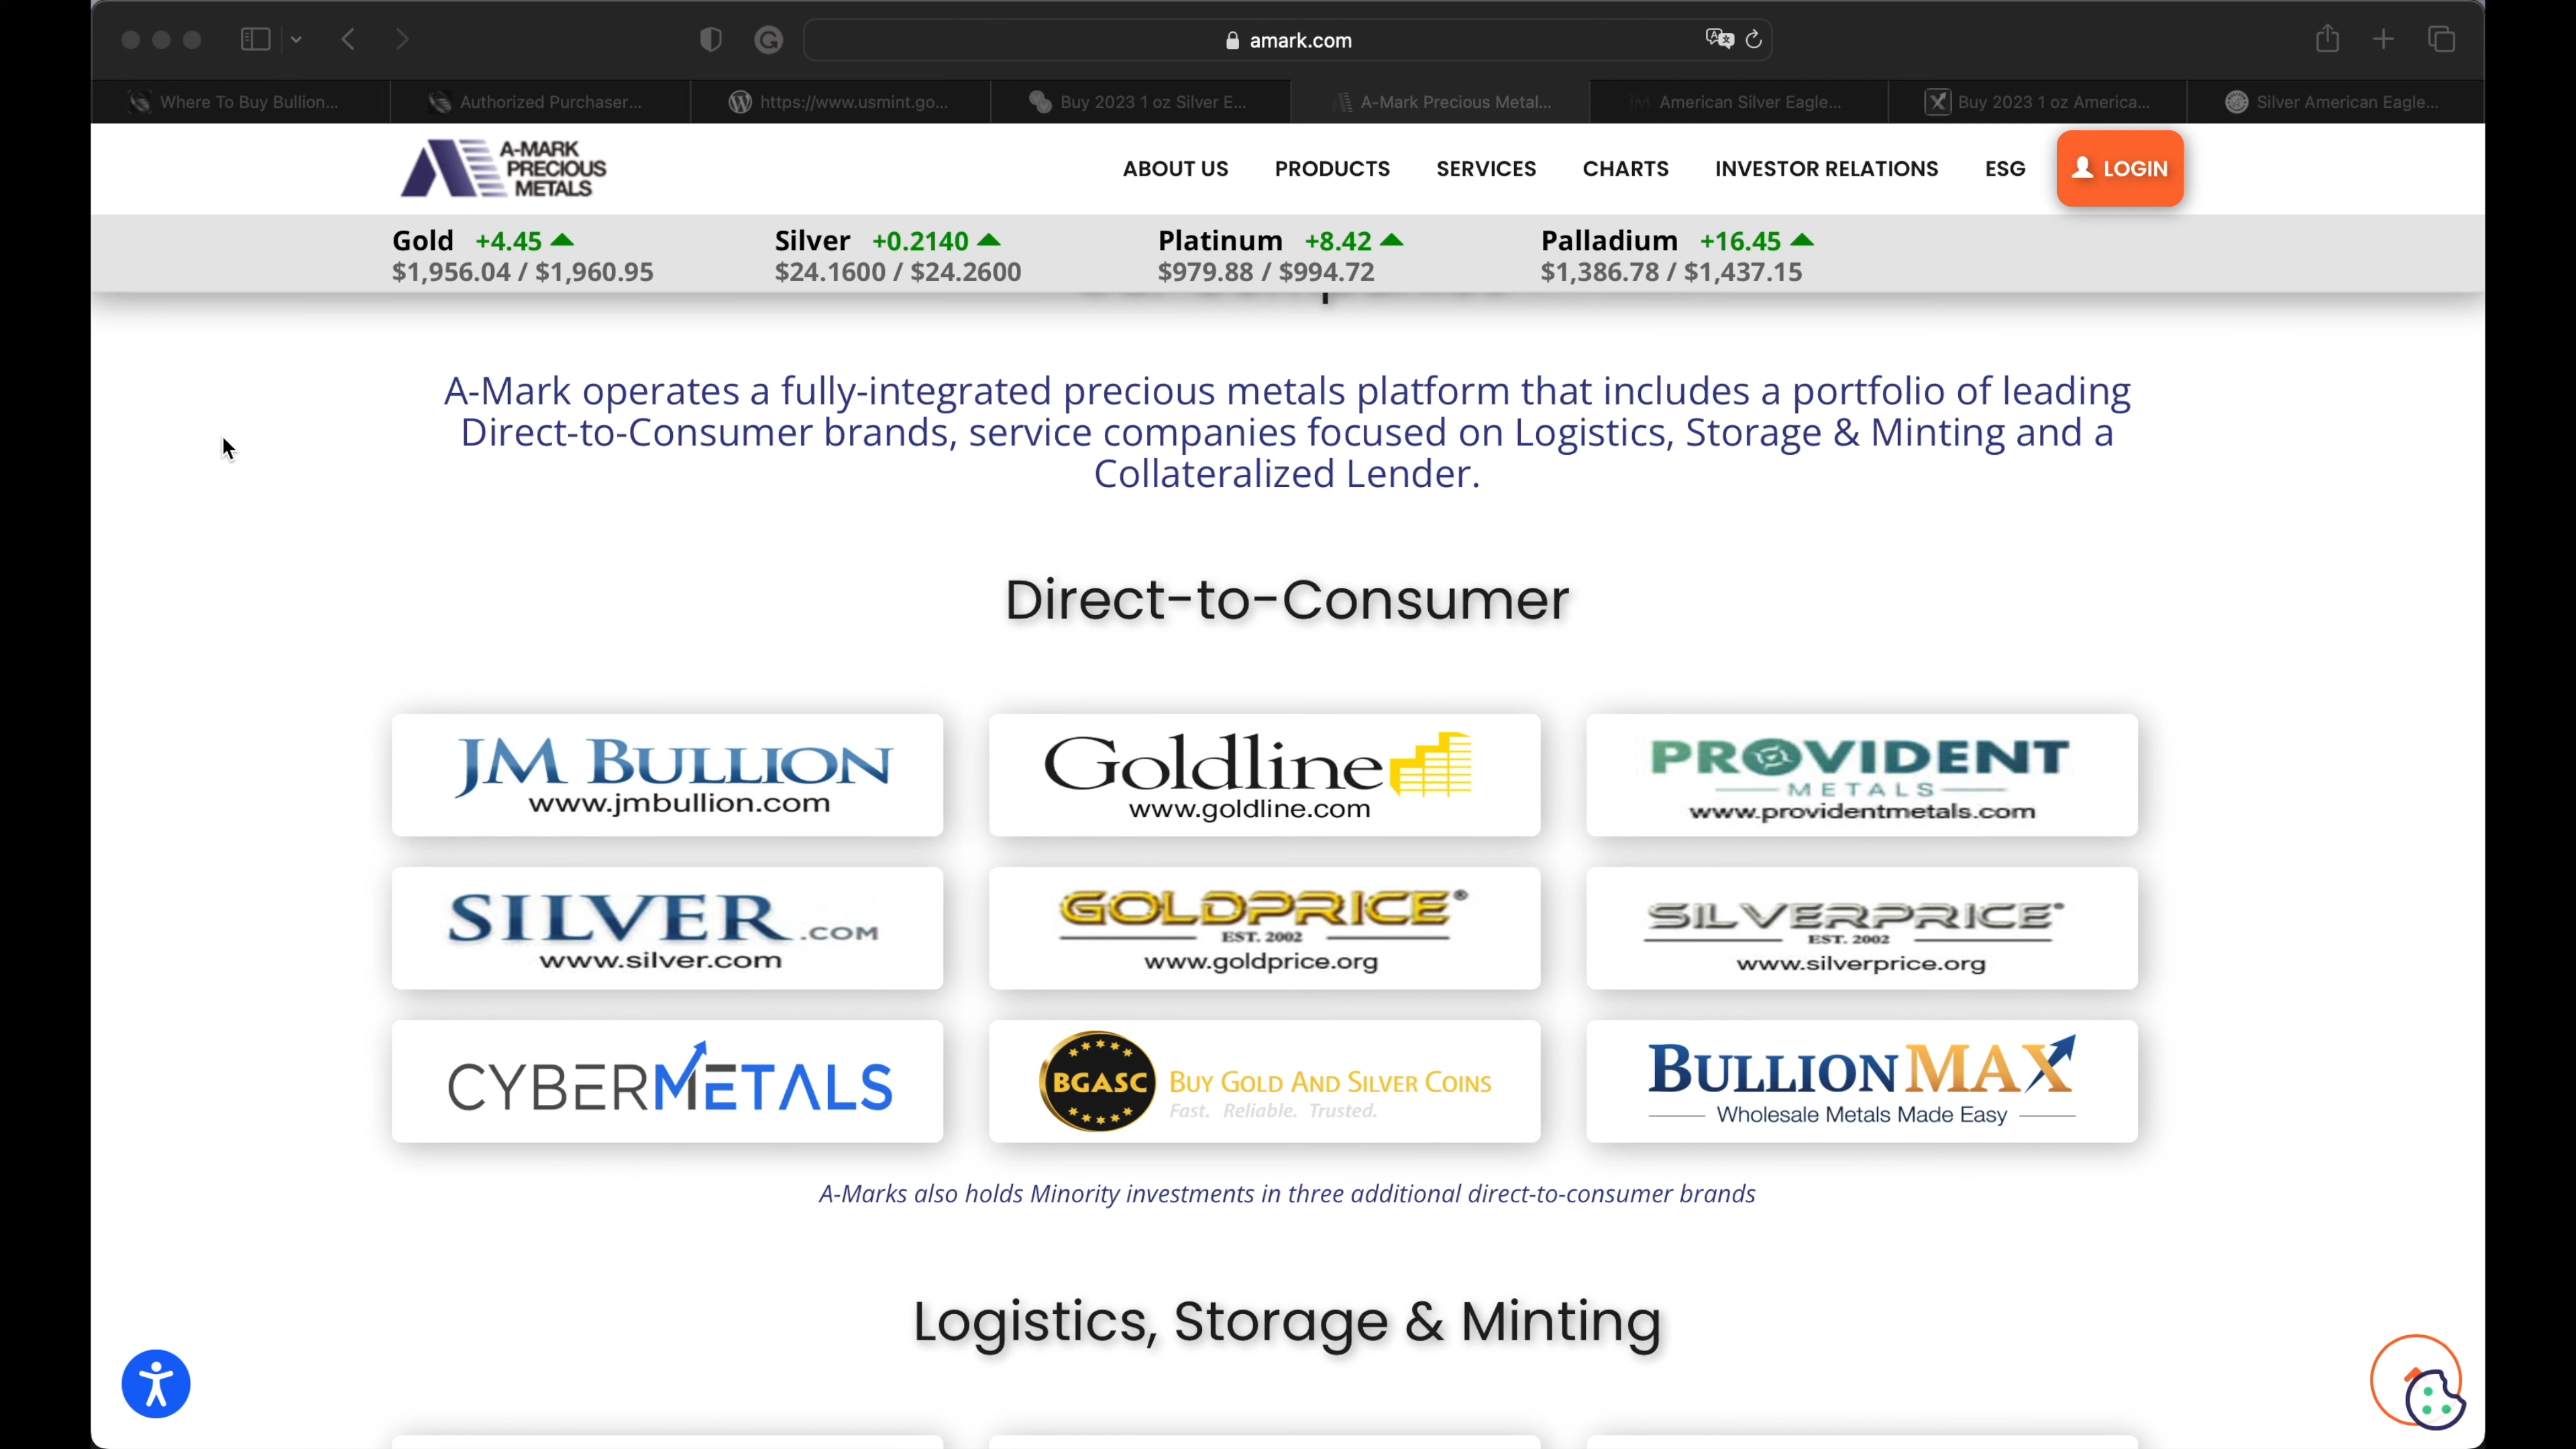 amark.com
Where To Buy Bullion...
Authorized Purchaser...
https://www.usmint.go...
Buy 2023 1 oz Silver E...
A-Mark Precious Metal...
American Silver Eagle...
Buy 2023 1 oz America...
Silver American Eagle...
A-MARK
PRECIOUS
METALS
ABOUT US
PRODUCTS
SERVICES
CHARTS
INVESTOR RELATIONS
ESG
LOGIN
Gold +4.45
$1,956.04 / $1,960.95
Silver +0.2140
$24.1600 / $24.2600
Platinum +8.42
$979.88 / $994.72
Palladium +16.45
$1,386.78 / $1,437.15
A-Mark operates a fully-integrated precious metals platform that includes a portfolio of leading
Direct-to-Consumer brands, service companies focused on Logistics, Storage & Minting and a
Collateralized Lender.
Direct-to-Consumer
JM BULLION
www.jmbullion.com
Goldline
www.goldline.com
PROVIDENT
METALS
www.providentmetals.com
SILVER.COM
www.silver.com
GOLDPRICE®
EST. 2002
www.goldprice.org
SILVERPRICE®
EST. 2002
www.silverprice.org
CYBERMETALS
BGASC
BUY GOLD AND SILVER COINS
Fast. Reliable. Trusted.
BULLIONMAX
Wholesale Metals Made Easy
A-Marks also holds Minority investments in three additional direct-to-consumer brands
Logistics, Storage & Minting